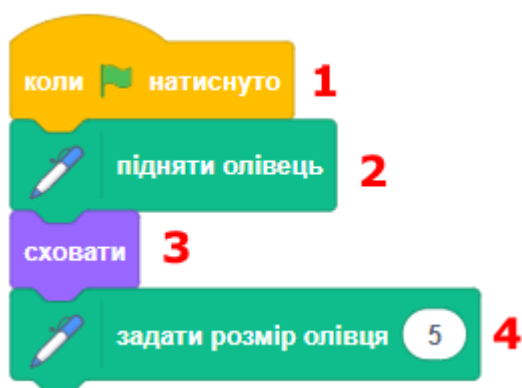 коли натиснуто 1
підняти олівець 2
сховати 3
задати розмір олівця 5 4